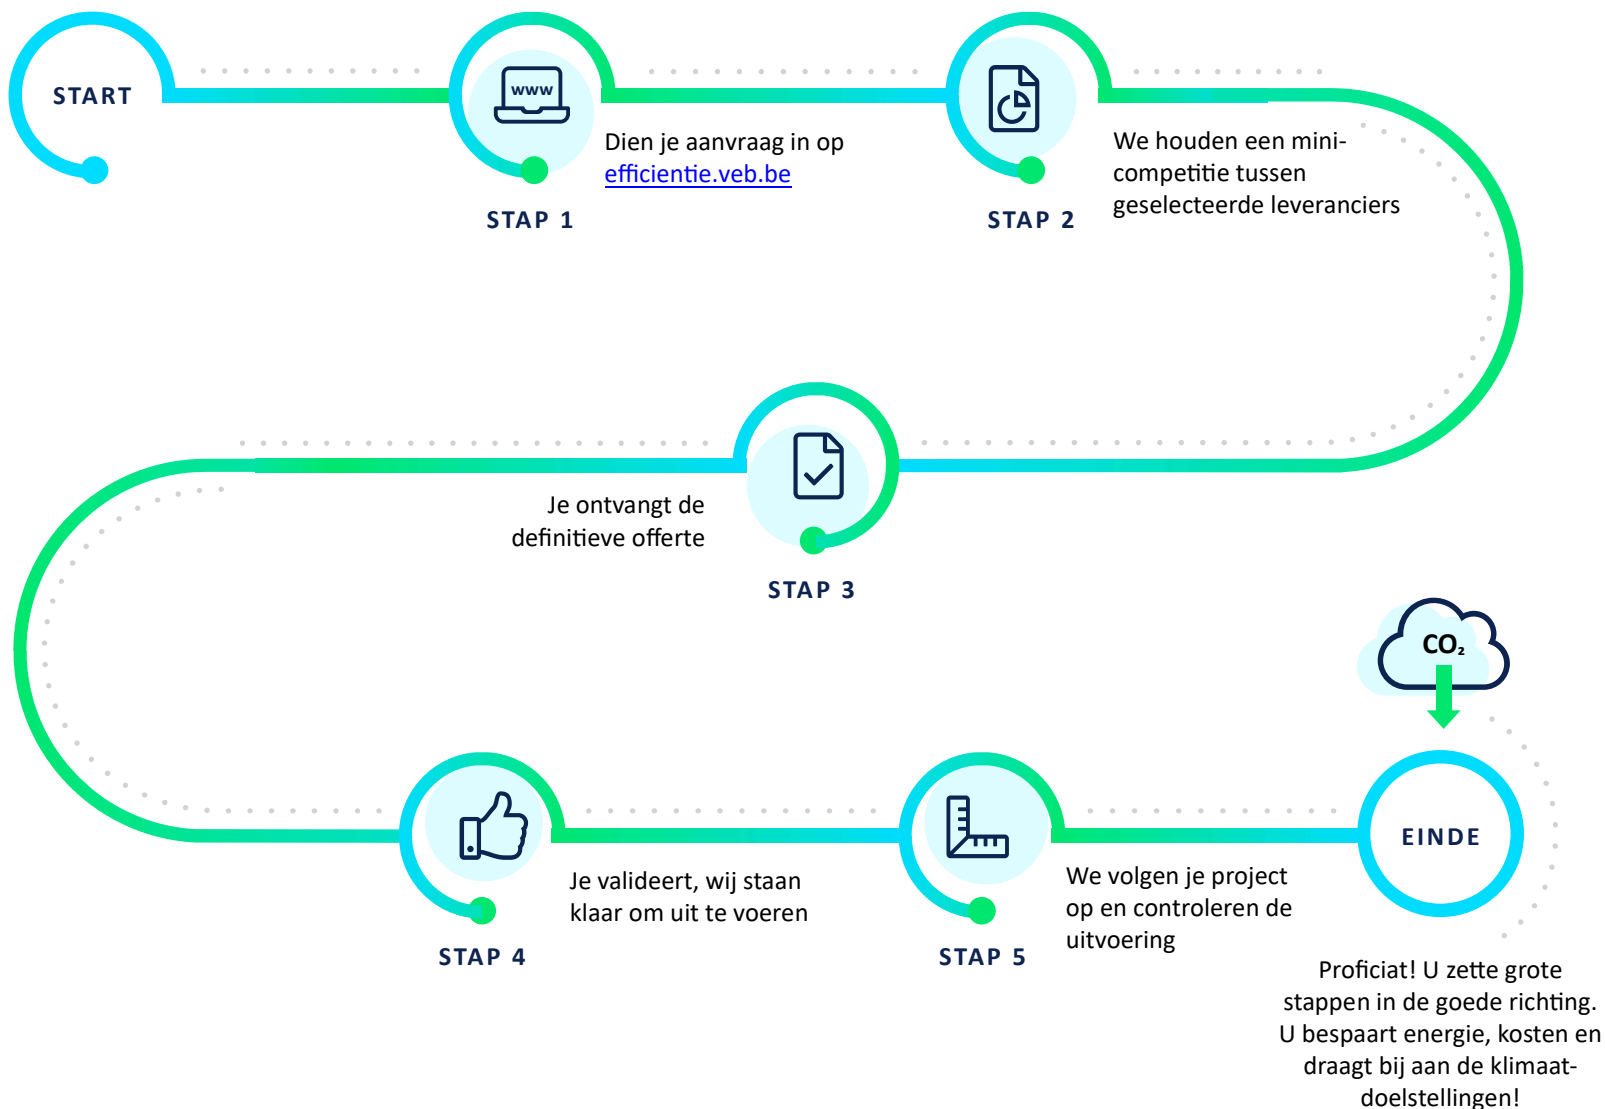 START
www
Dien je aanvraag in op
efficientie.veb.be
STAP 1
We houden een mini-
competitie tussen
geselecteerde leveranciers
STAP 2
Je ontvangt de
definitieve offerte
STAP 3
Je valideert, wij staan
klaar om uit te voeren
STAP 4
We volgen je project
op en controleren de
uitvoering
STAP 5
CO₂
EINDE
Proficiat! U zette grote
stappen in de goede richting.
U bespaart energie, kosten en
draagt bij aan de klimaat-
doelstellingen!